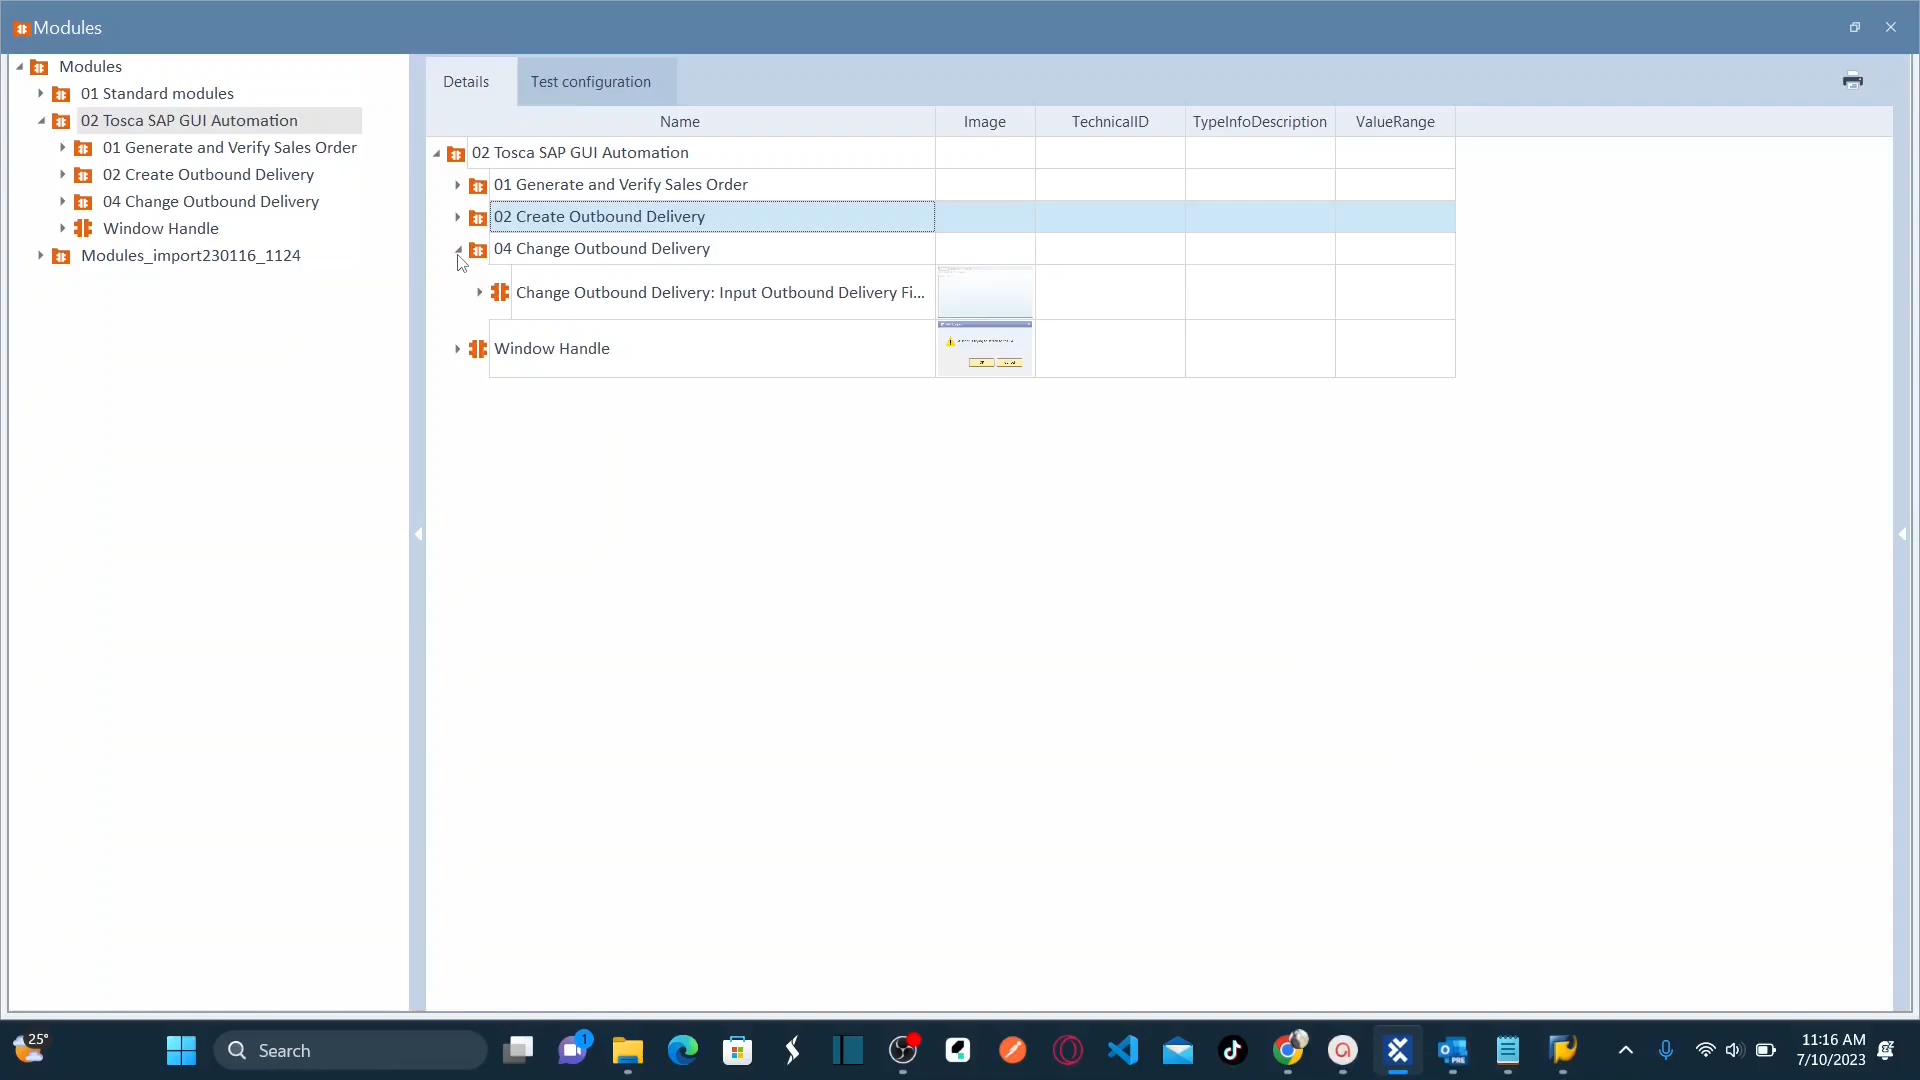 Modules
Modules
01 Standard modules
02 Tosca SAP GUI Automation
01 Generate and Verify Sales Order
02 Create Outbound Delivery
04 Change Outbound Delivery
Window Handle
Modules_import230116_1124
Details
Test configuration
Name
Image
TechnicalID
TypeInfoDescription
ValueRange
02 Tosca SAP GUI Automation
01 Generate and Verify Sales Order
02 Create Outbound Delivery
04 Change Outbound Delivery
Change Outbound Delivery: Input Outbound Delivery Fi...
Window Handle
25°
Search
1
PRE
11:16 AM
7/10/2023